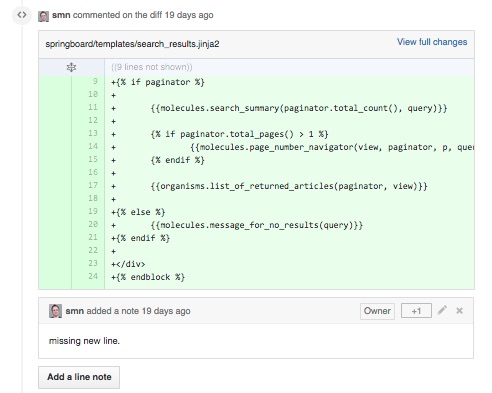 smn commented on the diff 19 days ago
springboard/templates/search_results.jinja2 View full changes
((9 lines not shown))
9 +{% if paginator %}
10 +
11 + {{molecules.search_summary(paginator.total_count(), query)}}
12 +
13 + {% if paginator.total_pages() > 1 %}
14 + {{molecules.page_number_navigator(view, paginator, p, quer
15 + {% endif %}
16 +
17 + {{organisms.list_of_returned_articles(paginator, view)}}
18 +
19 +{% else %}
20 + {{molecules.message_for_no_results(query)}}
21 +{% endif %}
22 +
23 +</div>
24 +{% endblock %}
smn added a note 19 days ago Owner +1
missing new line.
Add a line note